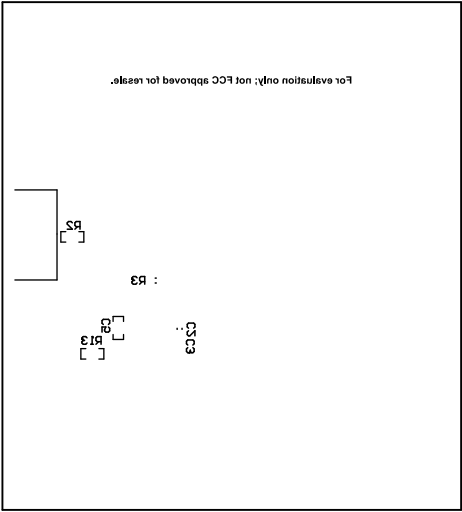 For evaluation only; not FCC approved for resale.
R2
R3
C5
C2
C3
R13